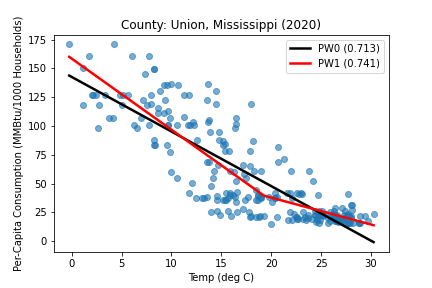 County: Union, Mississippi (2020)
PW0 (0.713)
PW1 (0.741)
Per-Capita Consumption (MMBtu/1000 Households)
175
150
125
100
75
50
25
0
0 5 10 15 20 25 30
Temp (deg C)